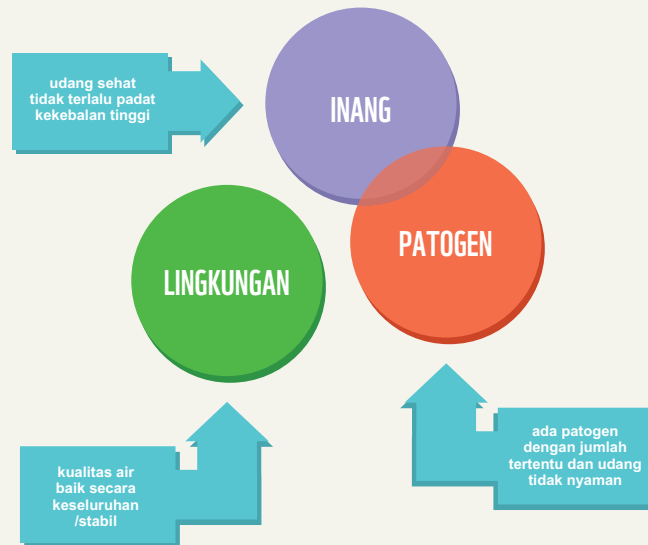 udang sehat
tidak terlalu padat
kekebalan tinggi
INANG
PATOGEN
LINGKUNGAN
ada patogen
dengan jumlah
tertentu dan udang
tidak nyaman
kualitas air
baik secara
keseluruhan
/stabil